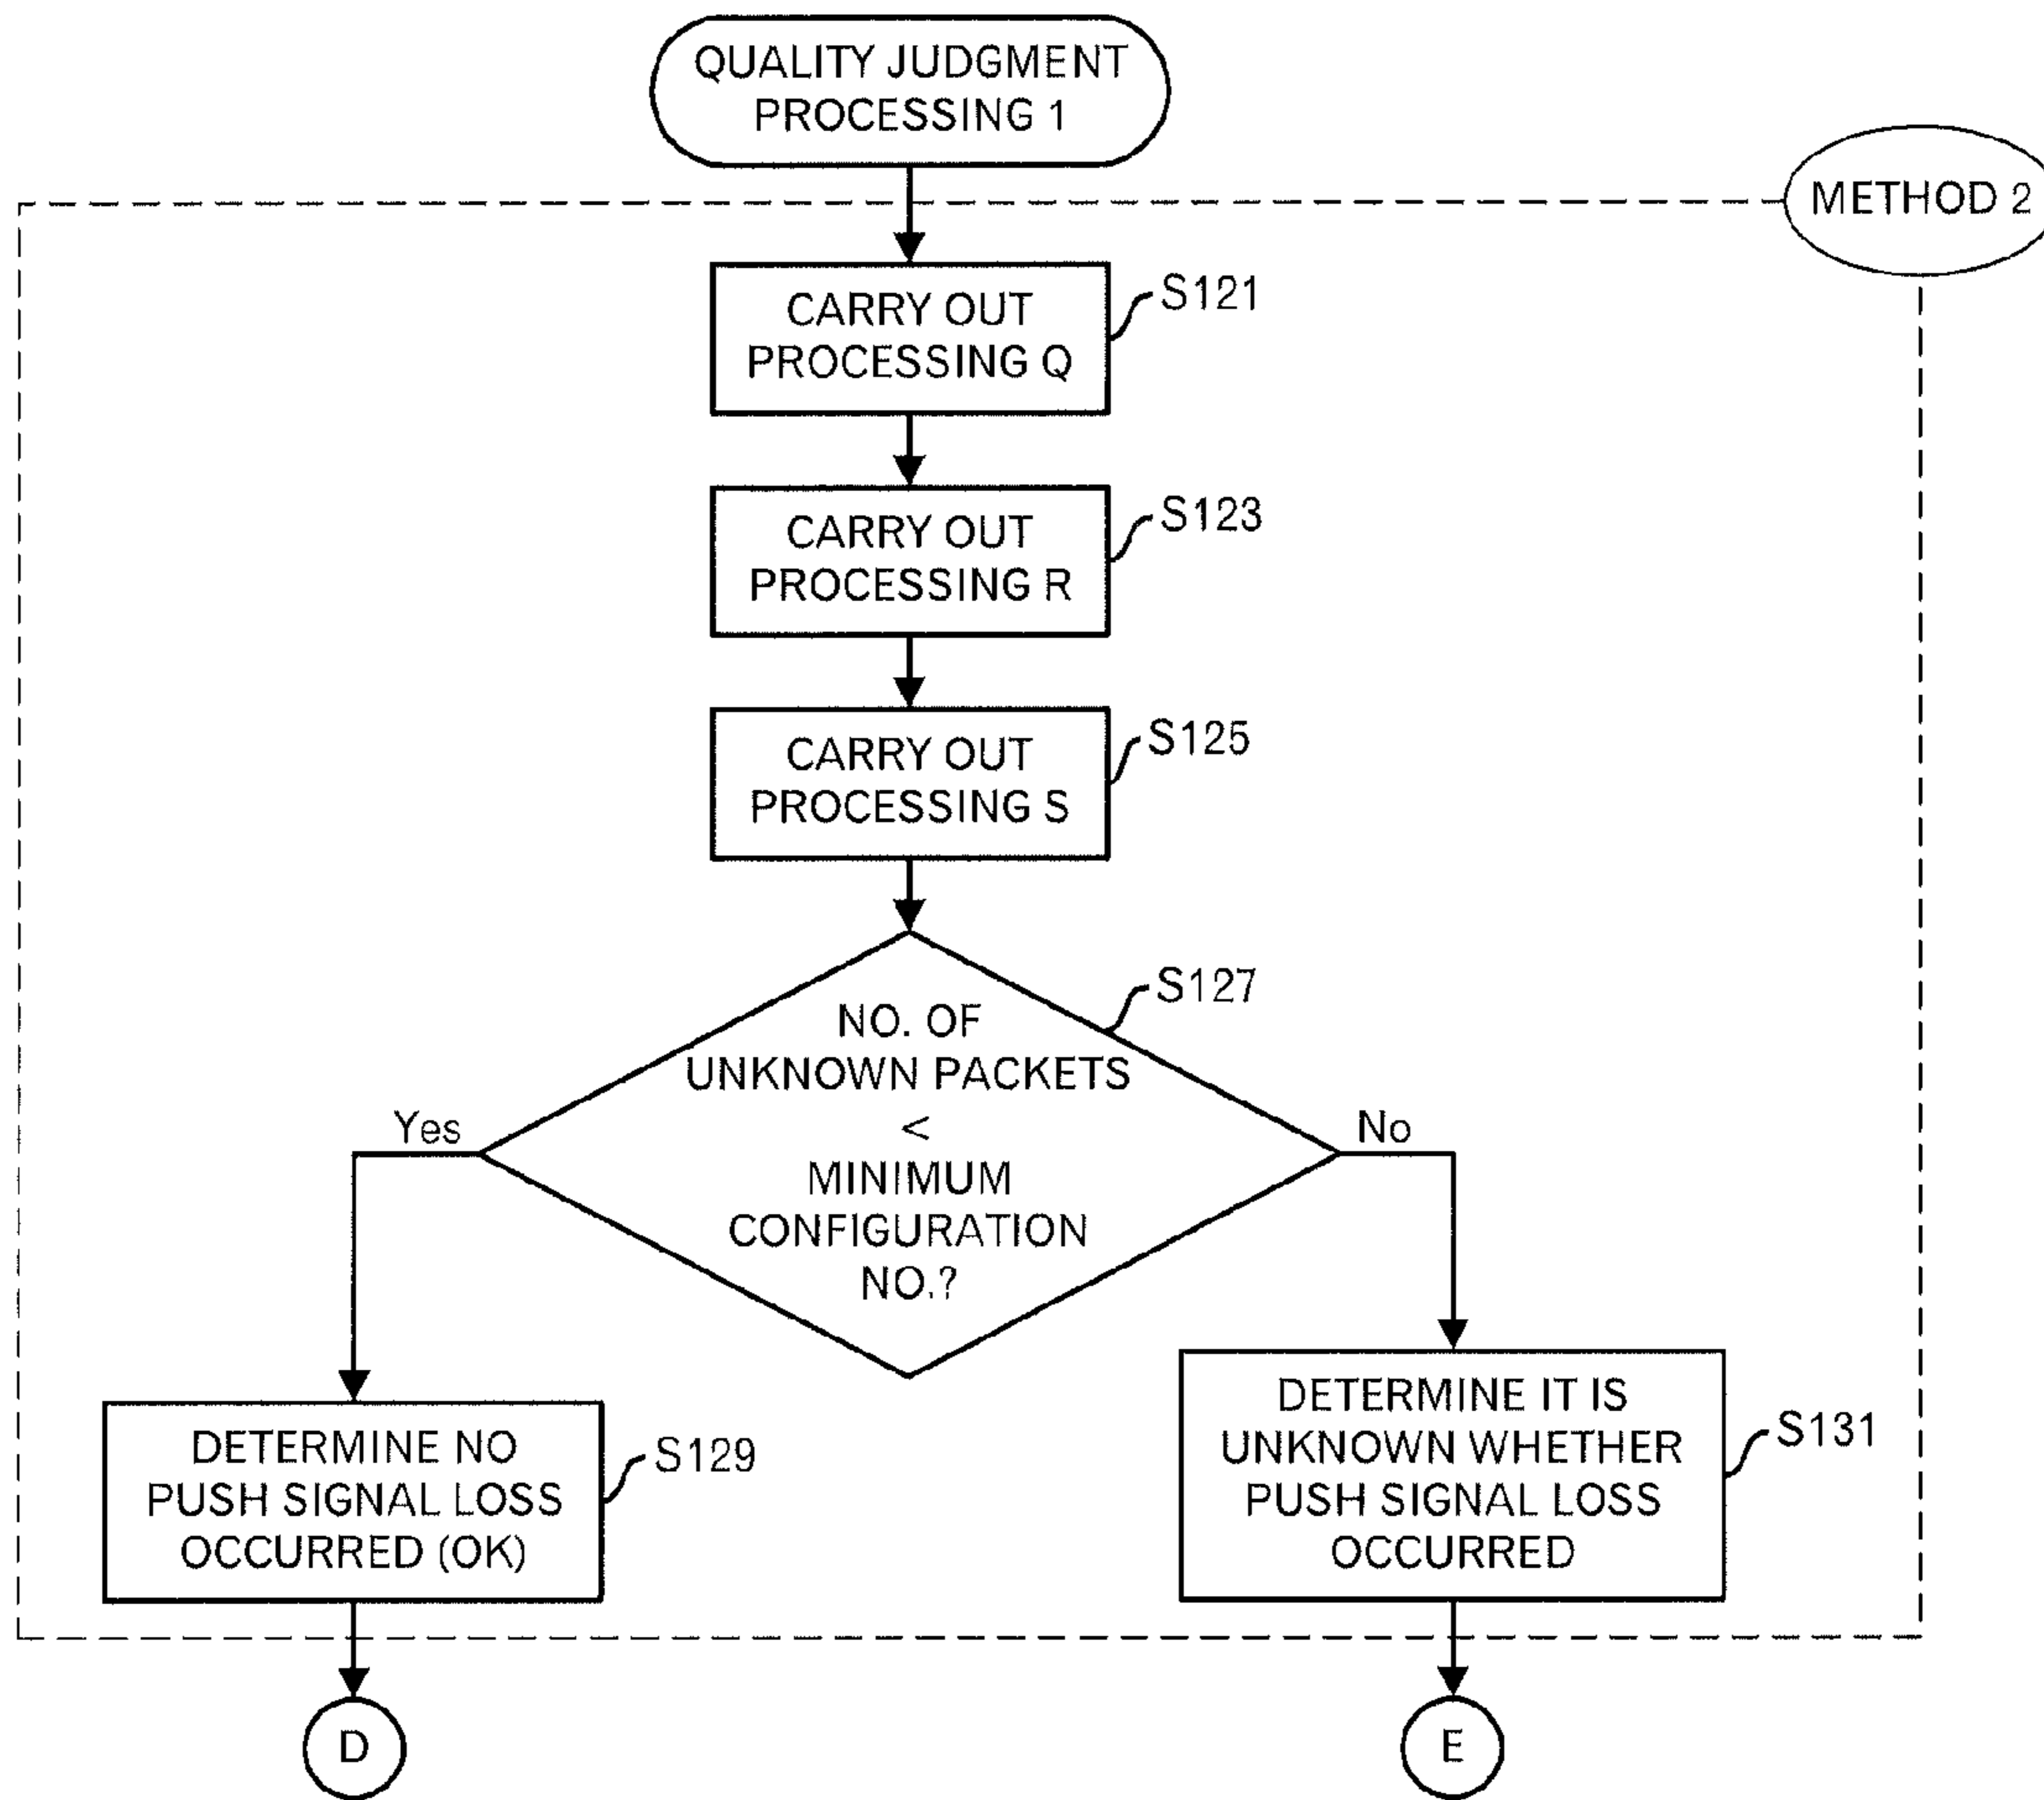 QUALITY JUDGMENT
PROCESSING 1
METHOD 2
CARRY OUT
PROCESSING Q
S121
CARRY OUT
PROCESSING R
S123
CARRY OUT
PROCESSING S
S125
NO. OF
UNKNOWN PACKETS
<
MINIMUM
CONFIGURATION
NO.?
S127
Yes
No
DETERMINE NO
PUSH SIGNAL LOSS
OCCURRED (OK)
S129
DETERMINE IT IS
UNKNOWN WHETHER
PUSH SIGNAL LOSS
OCCURRED
S131
D
E